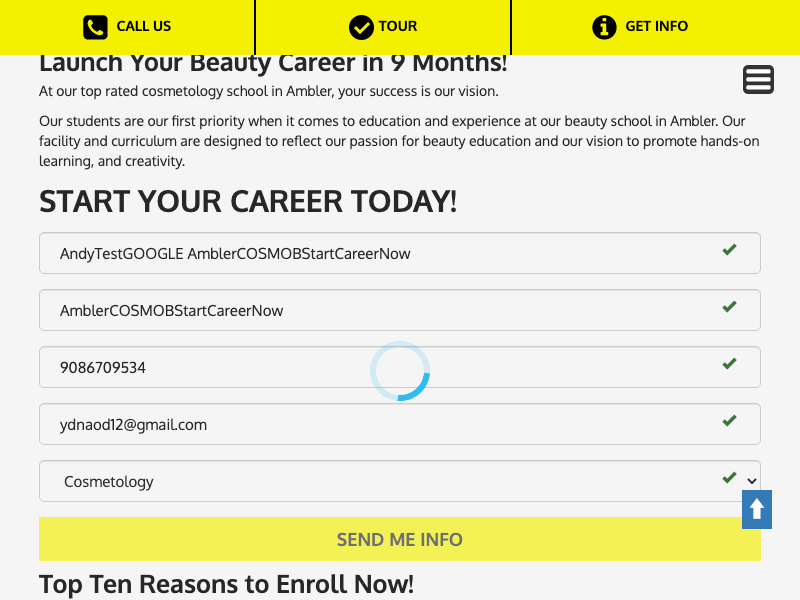 CALL US
TOUR
GET INFO
Launch Your Beauty Career in 9 Months!
At our top rated cosmetology school in Ambler, your success is our vision.
Our students are our first priority when it comes to education and experience at our beauty school in Ambler. Our
facility and curriculum are designed to reflect our passion for beauty education and our vision to promote hands-on
learning, and creativity.
START YOUR CAREER TODAY!
AndyTestGOOGLE AmblerCOSMOBStartCareerNow
AmblerCOSMOBStartCareerNow
9086709534
ydnaod12@gmail.com
Cosmetology
SEND ME INFO
Top Ten Reasons to Enroll Now!